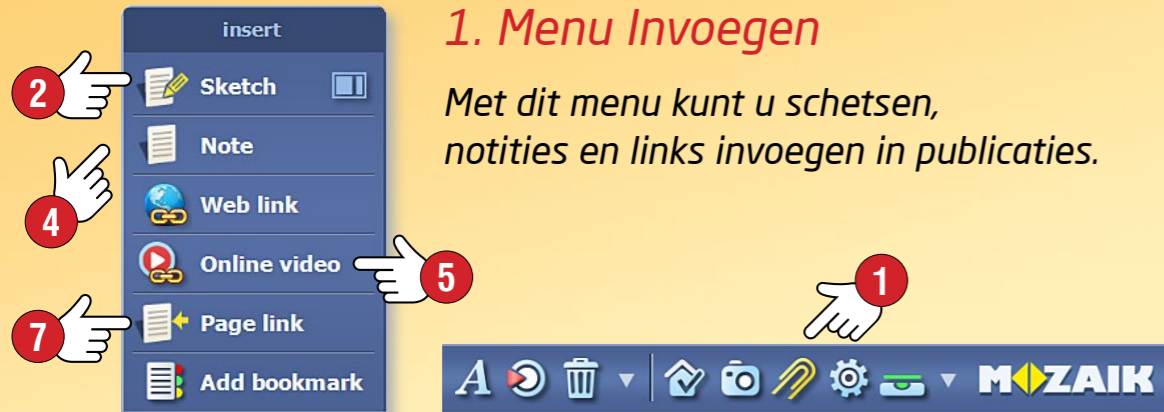 insert
1. Menu Invoegen
2
Sketch
Met dit menu kunt u schetsen,
notities en links invoegen in publicaties.
Note
4
Web link
Online video
5
1
7
Page link
Add bookmark
A
MOZAIK